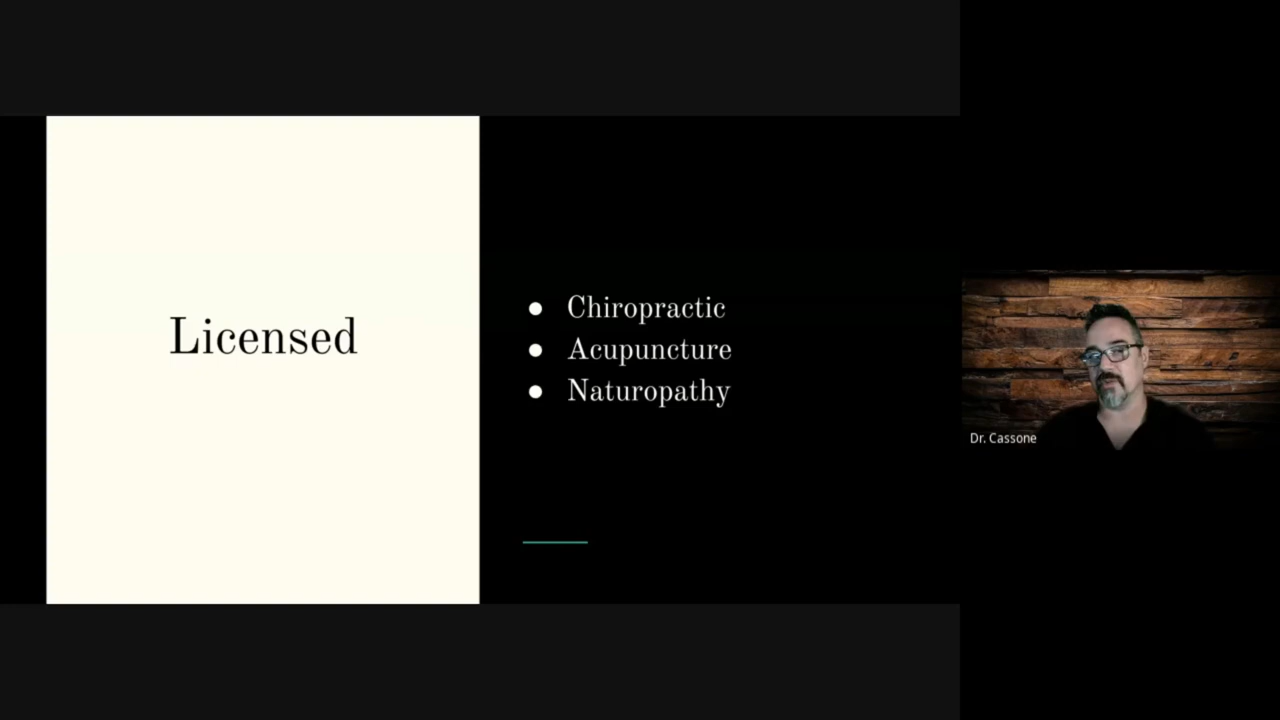 Licensed
● Chiropractic
● Acupuncture
● Naturopathy
Dr. Cassone